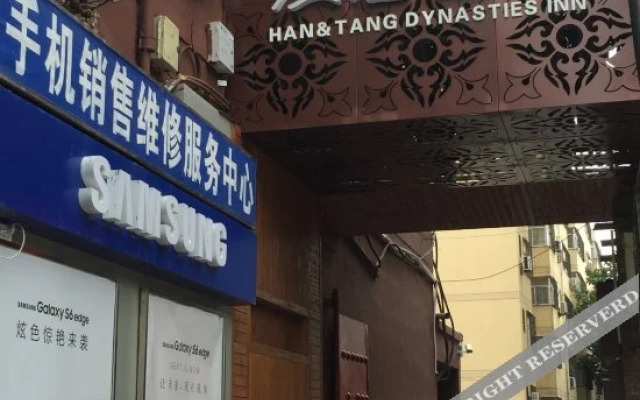 HAN&TANG DYNASTIES INN
手机销售维修服务中心
SAMSUNG
SAMSUNG Galaxy S6 edge
炫色惊艳来袭
SAMSUNG Galaxy S6 edge
RIGHT RESERVERD